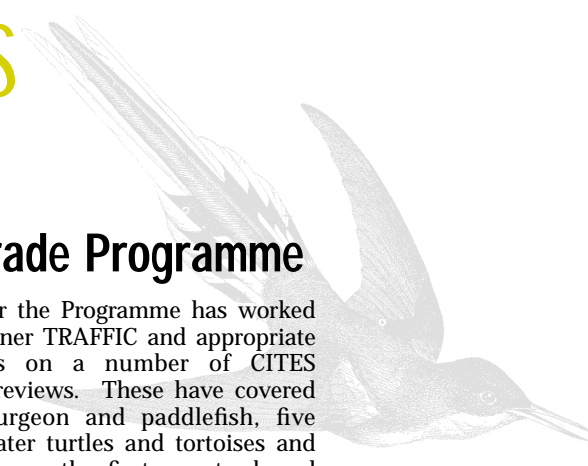 S
rade Programme
r the Programme has worked
ner TRAFFIC and appropriate
s on a number of CITES
reviews. These have covered
urgeon and paddlefish, five
ater turtles and tortoises and